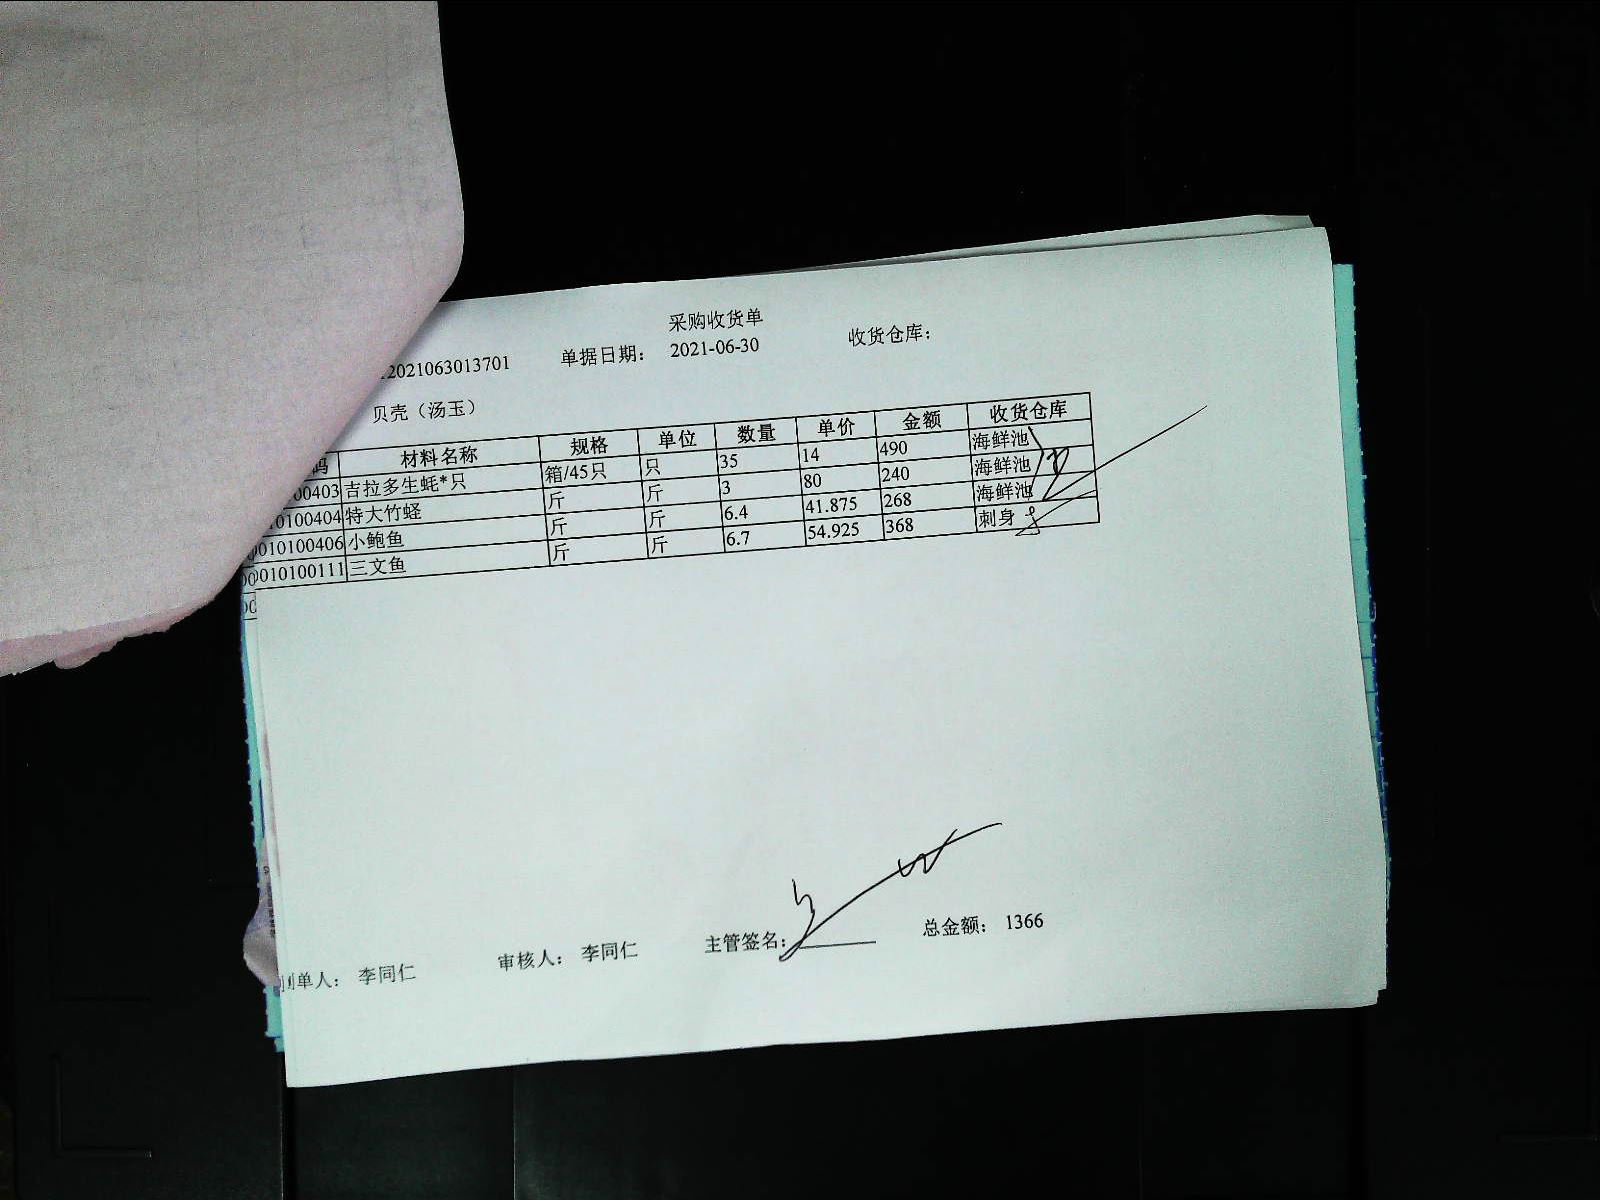 采购收货单
2021063013701 单据日期： 2021-06-30 收货仓库：
贝壳（汤玉）
码 材料名称 规格 单位 数量 单价 金额 收货仓库
00403 吉拉多生蚝*只 箱/45只 只 35 14 490 海鲜池
10100404 特大竹蛏 斤 斤 3 80 240 海鲜池
010100406 小鲍鱼 斤 斤 6.4 41.875 268 海鲜池
010100111 三文鱼 斤 斤 6.7 54.925 368 刺身
制单人： 李同仁 审核人： 李同仁 主管签名： 总金额： 1366